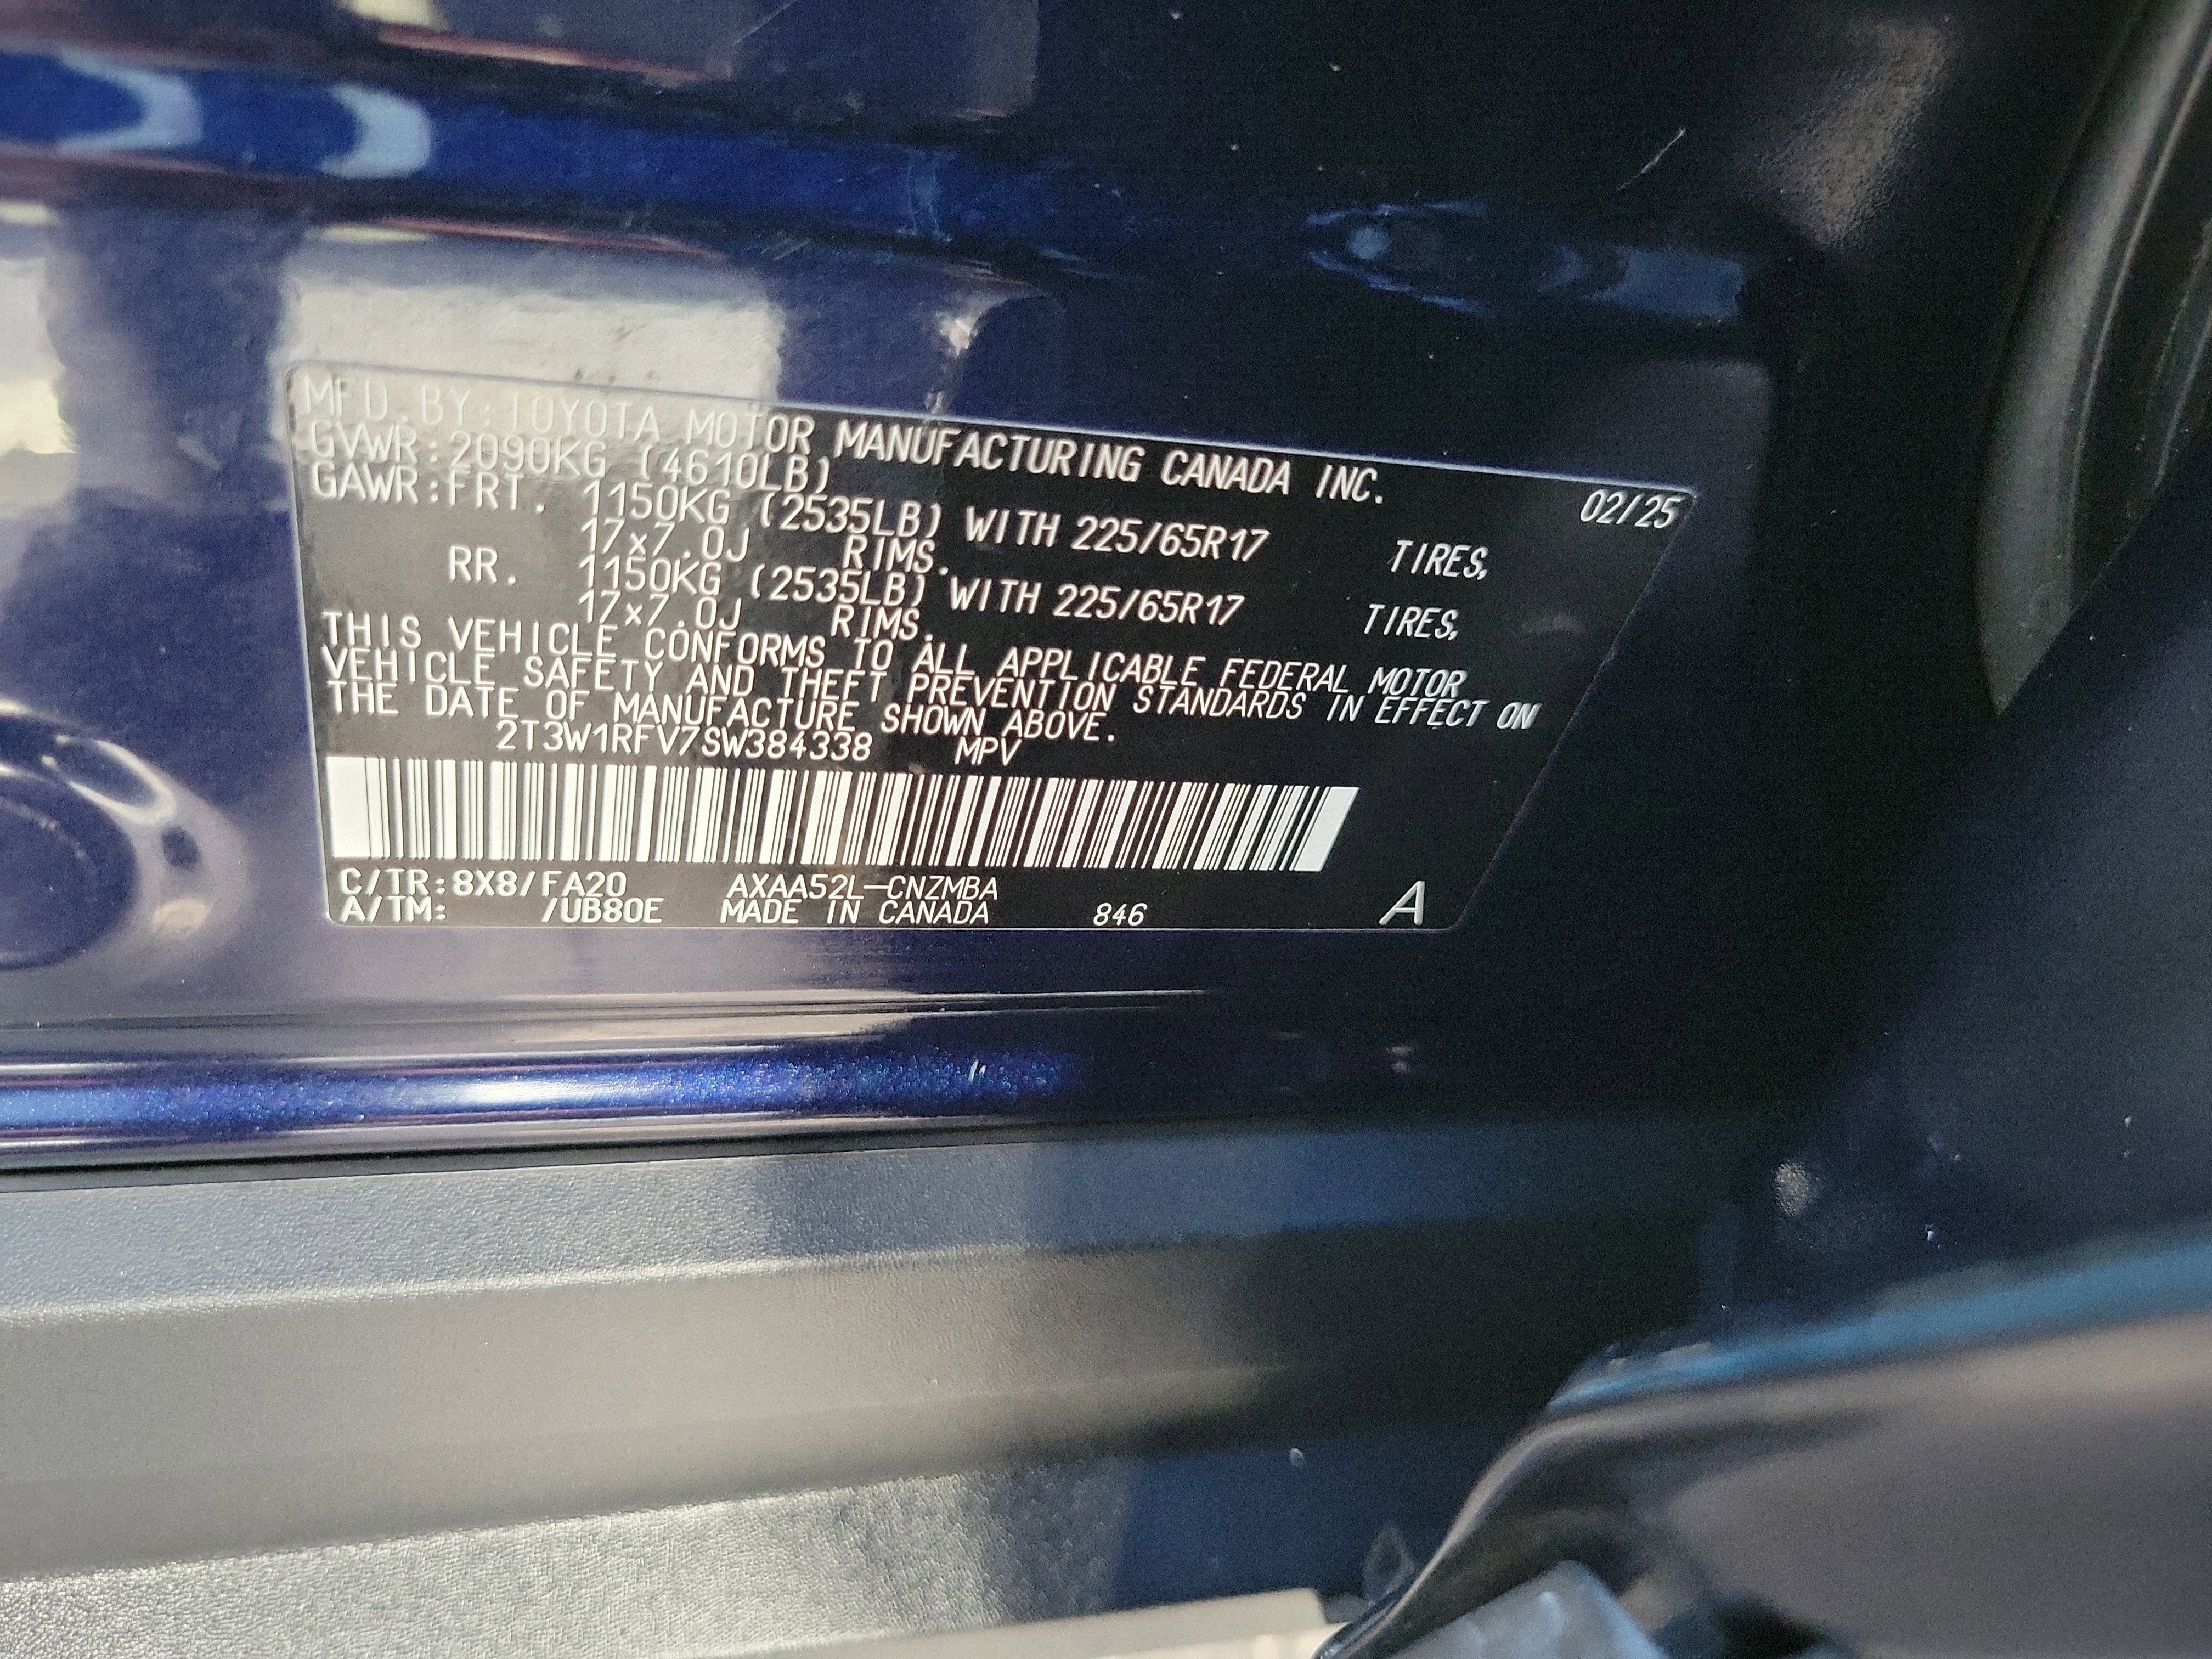 MFD.BY:TOYOTA MOTOR MANUFACTURING CANADA INC. 02/25
GVWR:2090KG (4610LB)
GAWR:FRT. 1150KG (2535LB) WITH 225/65R17 TIRES,
17x7.0J RIMS.
RR. 1150KG (2535LB) WITH 225/65R17 TIRES,
17x7.0J RIMS.
THIS VEHICLE CONFORMS TO ALL APPLICABLE FEDERAL MOTOR
VEHICLE SAFETY AND THEFT PREVENTION STANDARDS IN EFFECT ON
THE DATE OF MANUFACTURE SHOWN ABOVE.
2T3W1RFV7SW384338 MPV
C/TR:8X8/FA20 AXAA52L-CNZMBA
A/TM: /UB80E MADE IN CANADA 846 A